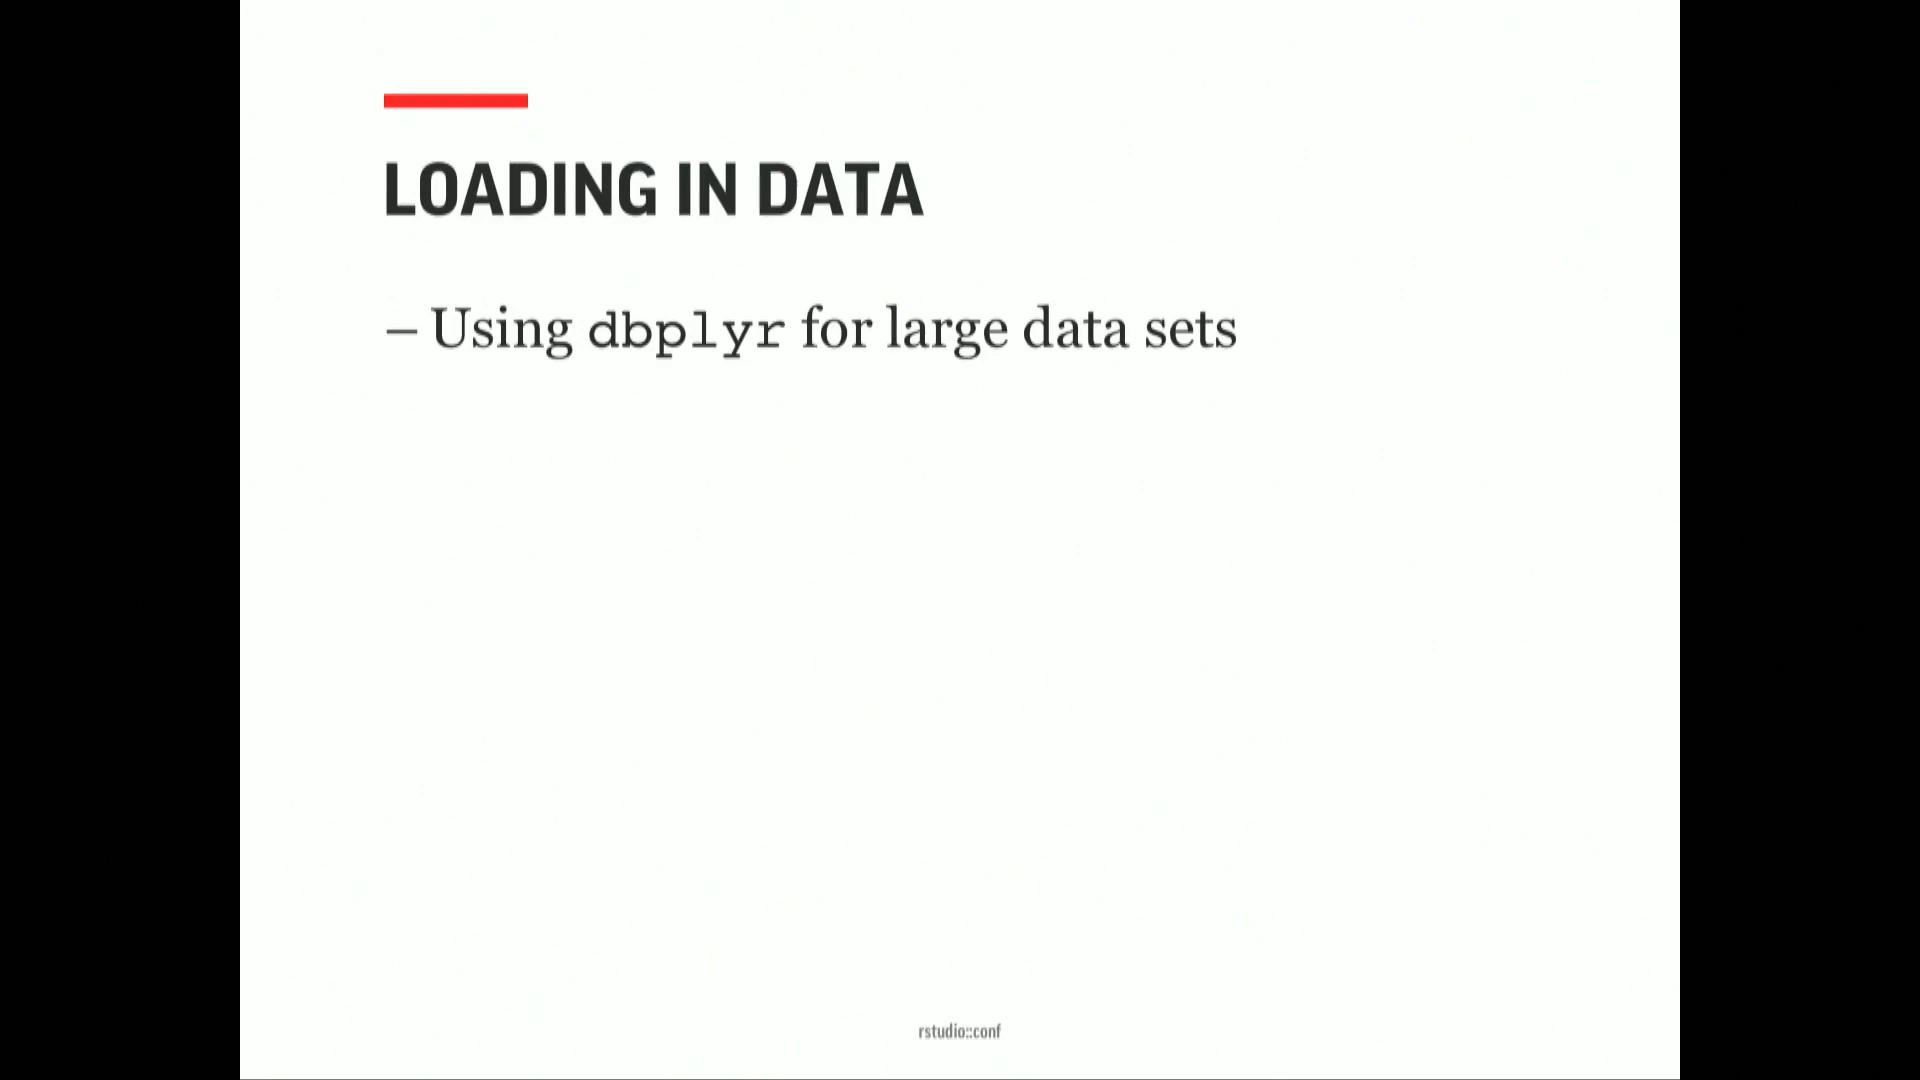 LOADING IN DATA
– Using dbplyr for large data sets
rstudio::conf